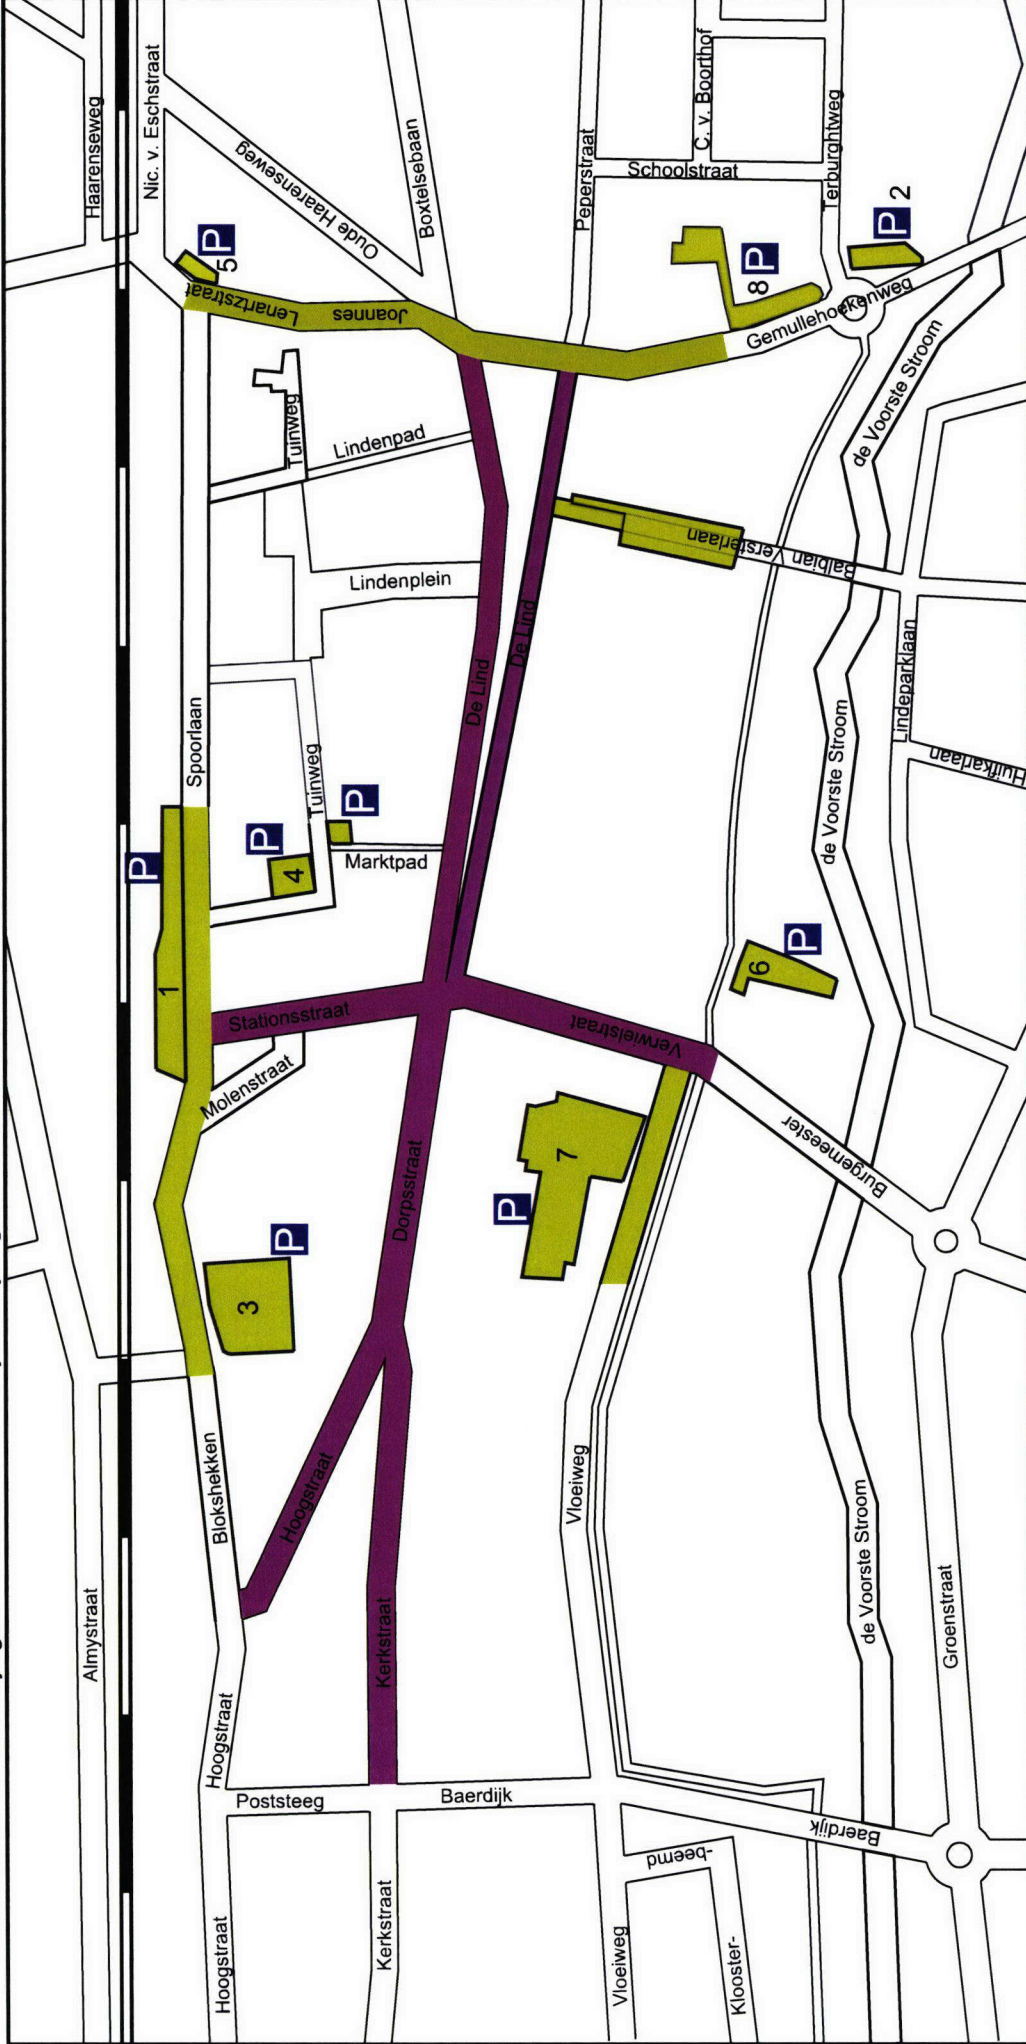 Haarenseweg
Nic. v. Eschstraat
Oude Haarenseweg
Boxtelsebaan
Peperstraat
C. v. Boorthof
Schoolstraat
Terburghtweg
P
5
P
2
P
8
Lenartzstraat
Joannes
Gemullehoekenweg
de Voorste Stroom
Tuinweg
Lindenpad
Lindenplein
Balbian Versterlaan
De Lind
De Lind
Spoorlaan
Lindeparklaan
Hulfkarlaan
de Voorste Stroom
Tuinweg
P
P
4
P
Marktpad
1
P
6
Stationsstraat
Verwielstraat
Molenstraat
Burgemeester
Dorpsstraat
7
P
P
3
Blokshekken
Hoogstraat
Vloeiweg
de Voorste Stroom
Groenstraat
Almystraat
Kerkstraat
Hoogstraat
Poststeeg
Baerdijk
Baerdijk
-beemd
Klooster-
Hoogstraat
Kerkstraat
Vloeiweg